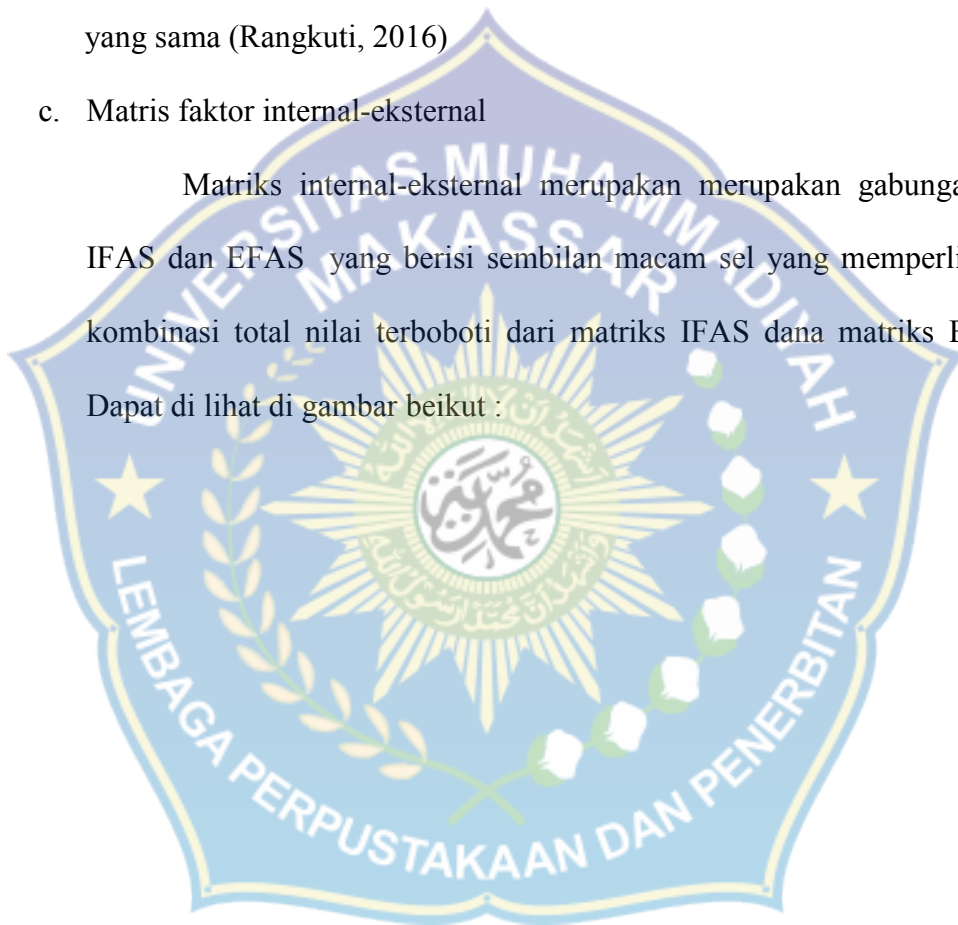 yang sama (Rangkuti, 2016)
c. Matris faktor internal-eksternal
Matriks internal-eksternal merupakan merupakan
IFAS dan EFAS yang berisi sembilan macam sel yang
kombinasi total nilai terboboti dari matriks IFAS dana matriks
Dapat di lihat di gambar beikut :
UNIVERSITAS MUHAMMADIYAH
MAKASSAR
محمدية
LEMBAGA PERPUSTAKAAN DAN PENERBITAN